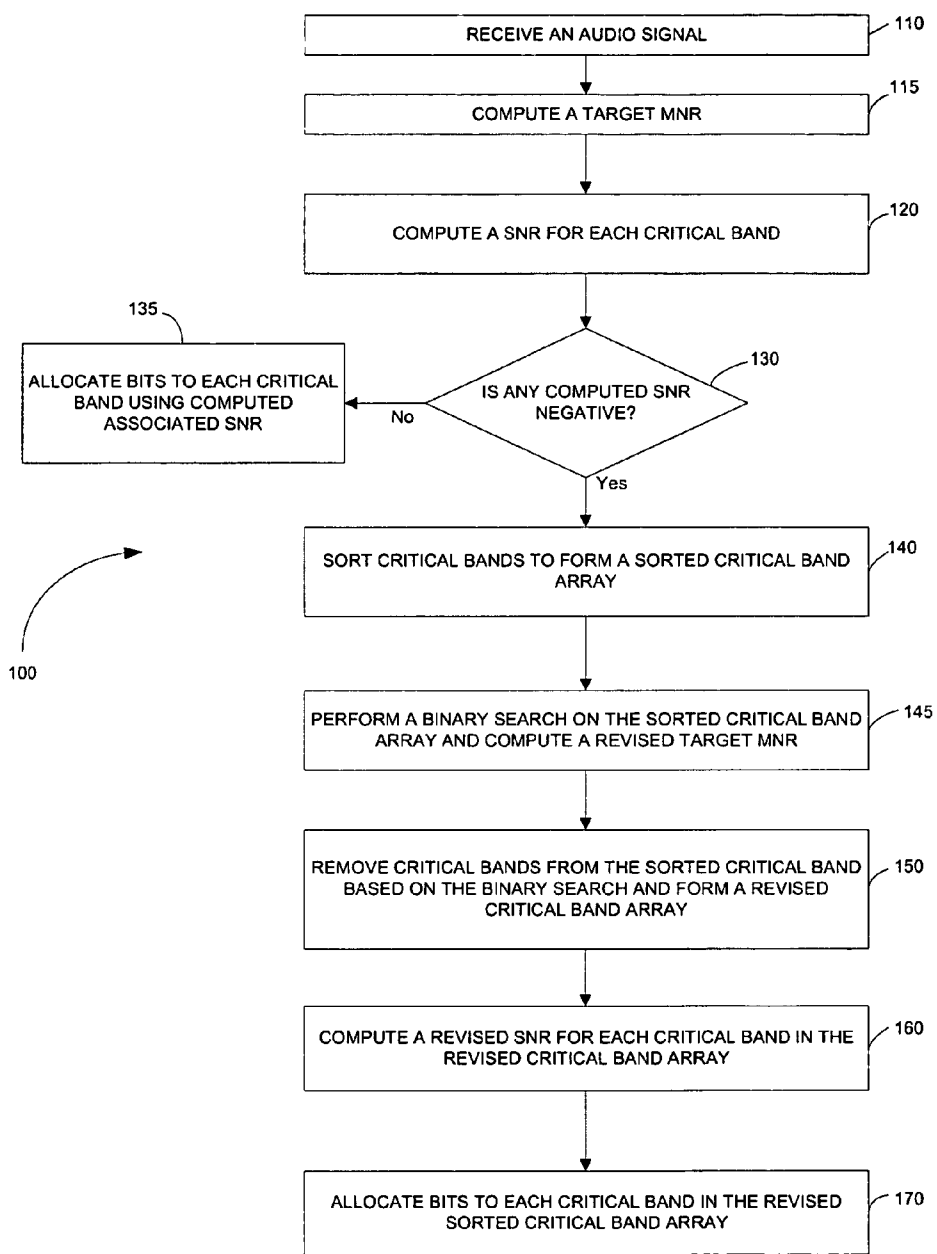 RECEIVE AN AUDIO SIGNAL
110
COMPUTE A TARGET MNR
115
COMPUTE A SNR FOR EACH CRITICAL BAND
120
IS ANY COMPUTED SNR
NEGATIVE?
130
No
135
ALLOCATE BITS TO EACH CRITICAL
BAND USING COMPUTED
ASSOCIATED SNR
Yes
SORT CRITICAL BANDS TO FORM A SORTED CRITICAL BAND
ARRAY
140
100
PERFORM A BINARY SEARCH ON THE SORTED CRITICAL BAND
ARRAY AND COMPUTE A REVISED TARGET MNR
145
REMOVE CRITICAL BANDS FROM THE SORTED CRITICAL BAND
BASED ON THE BINARY SEARCH AND FORM A REVISED
CRITICAL BAND ARRAY
150
COMPUTE A REVISED SNR FOR EACH CRITICAL BAND IN THE
REVISED CRITICAL BAND ARRAY
160
ALLOCATE BITS TO EACH CRITICAL BAND IN THE REVISED
SORTED CRITICAL BAND ARRAY
170